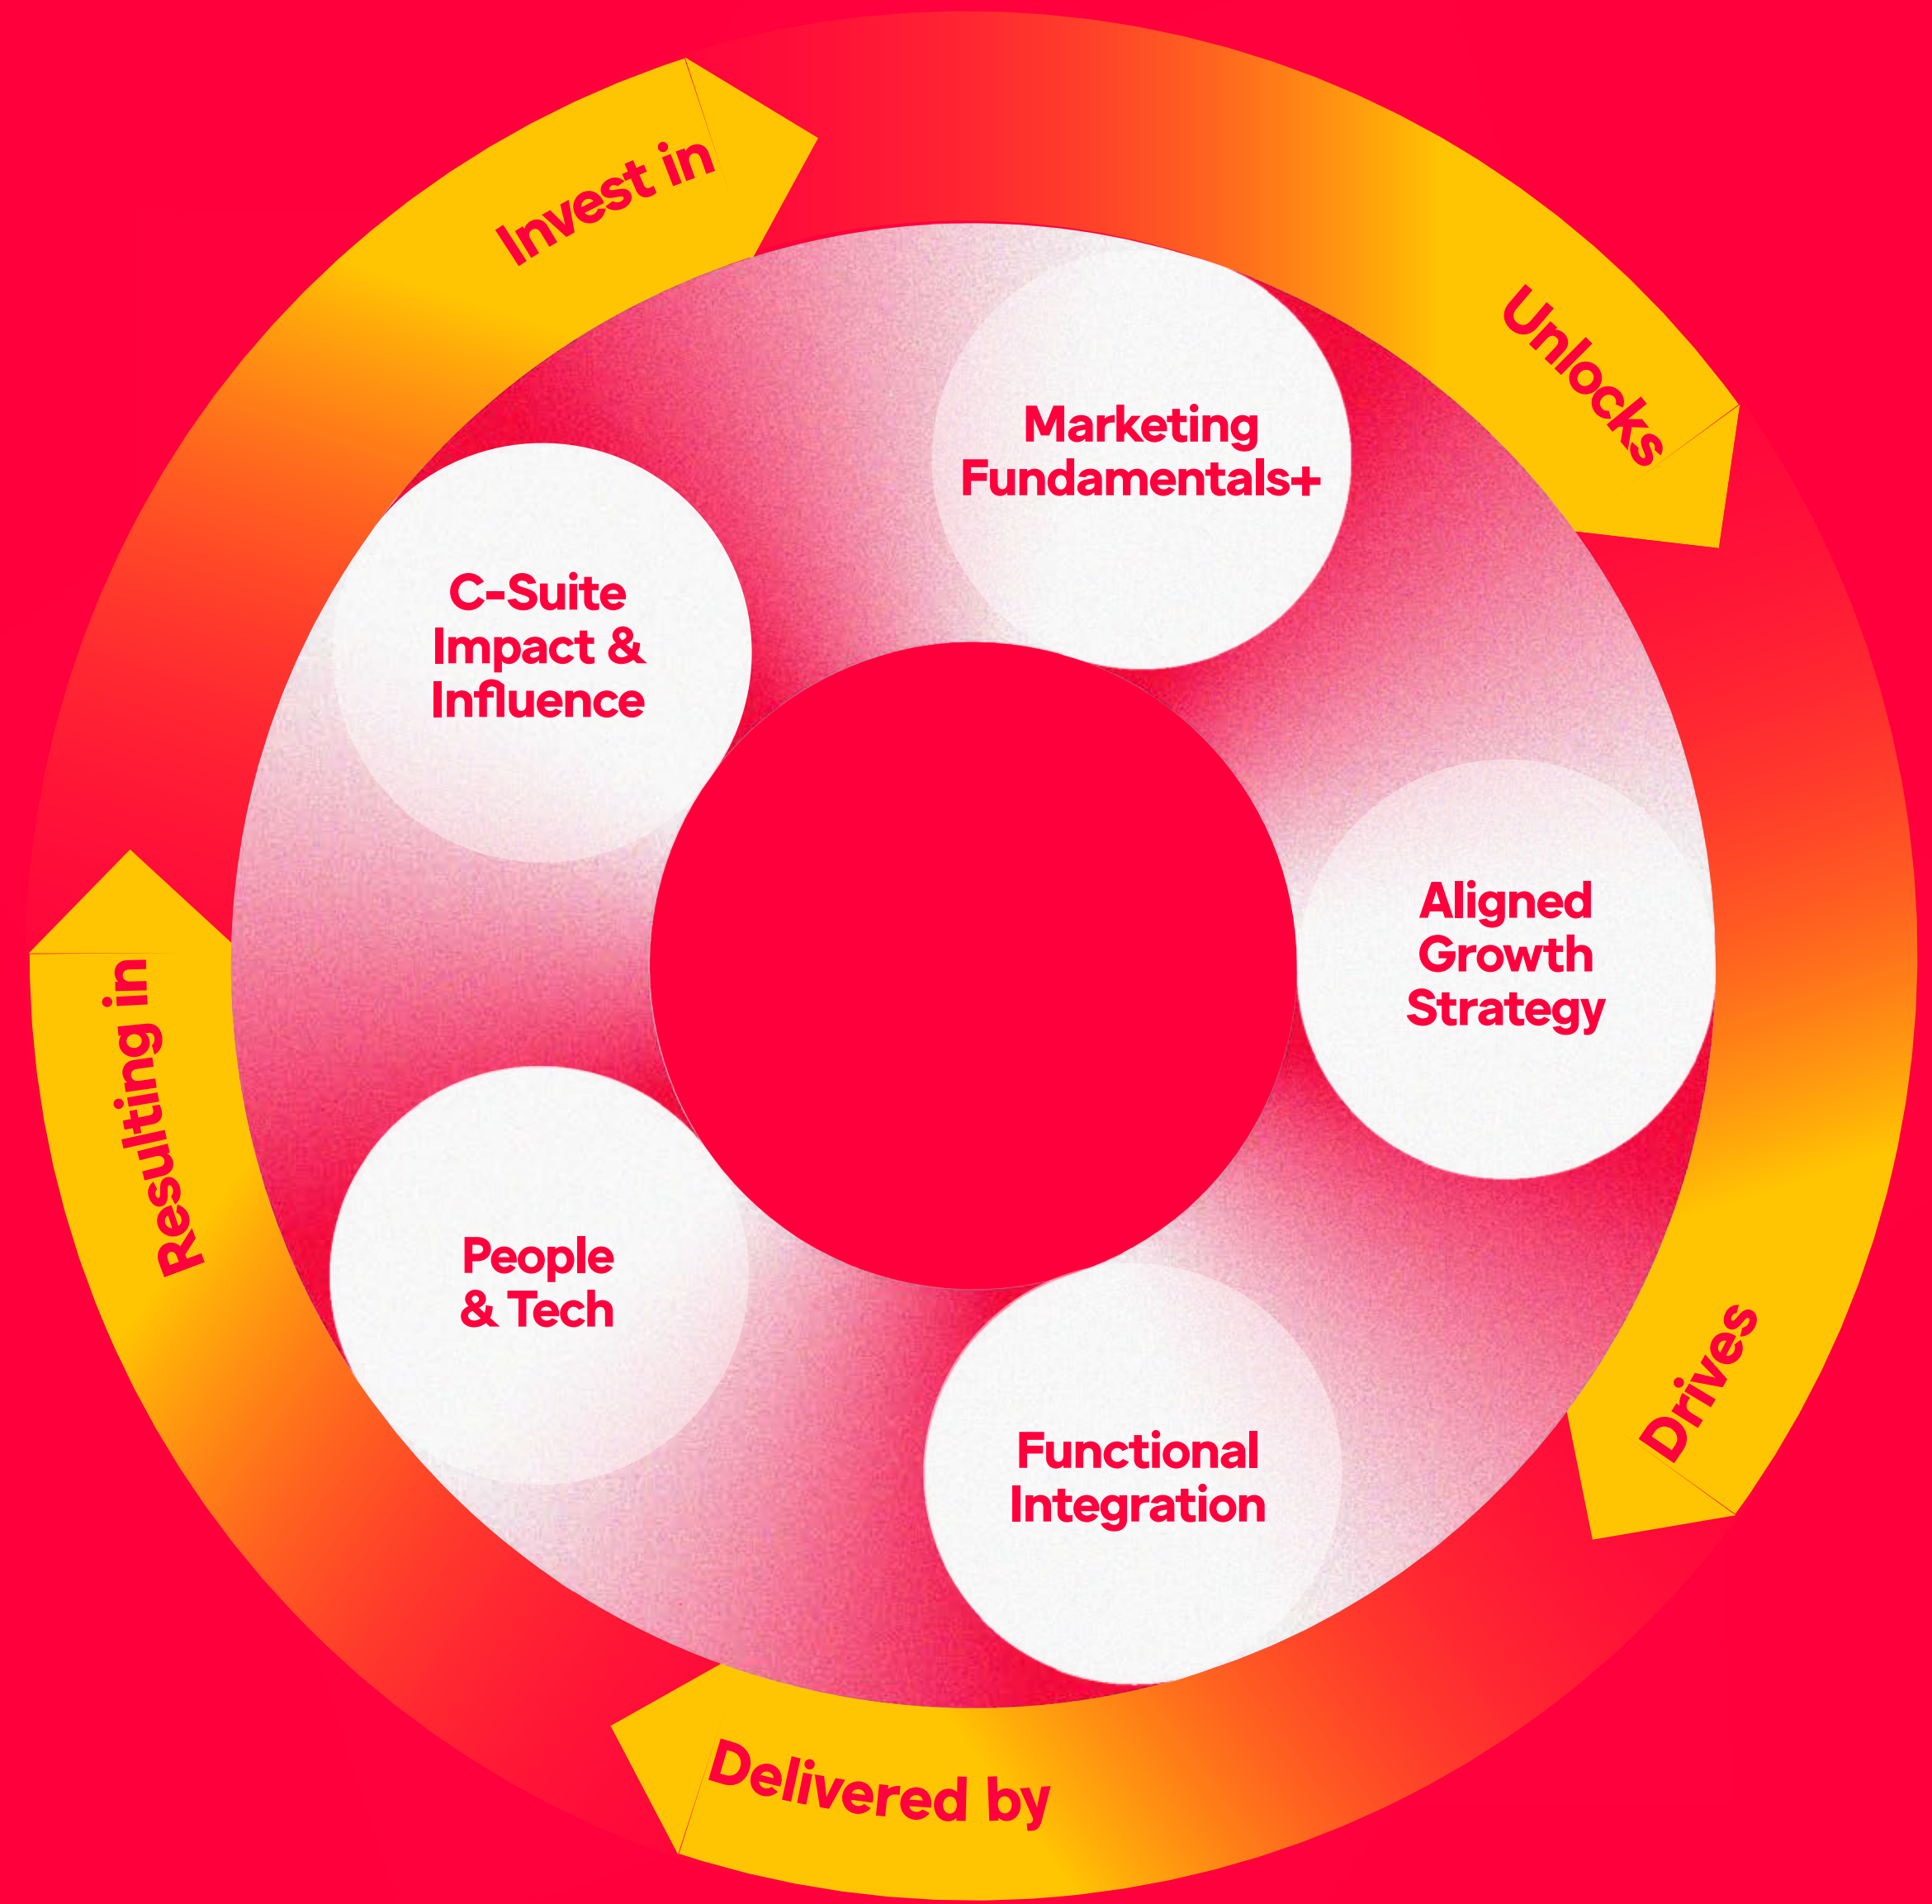 Invest in
Marketing
Fundamentals+
Unlocks
Aligned
Growth
Strategy
Drives
Functional
Integration
Delivered by
People
& Tech
Resulting in
C-Suite
Impact &
Influence